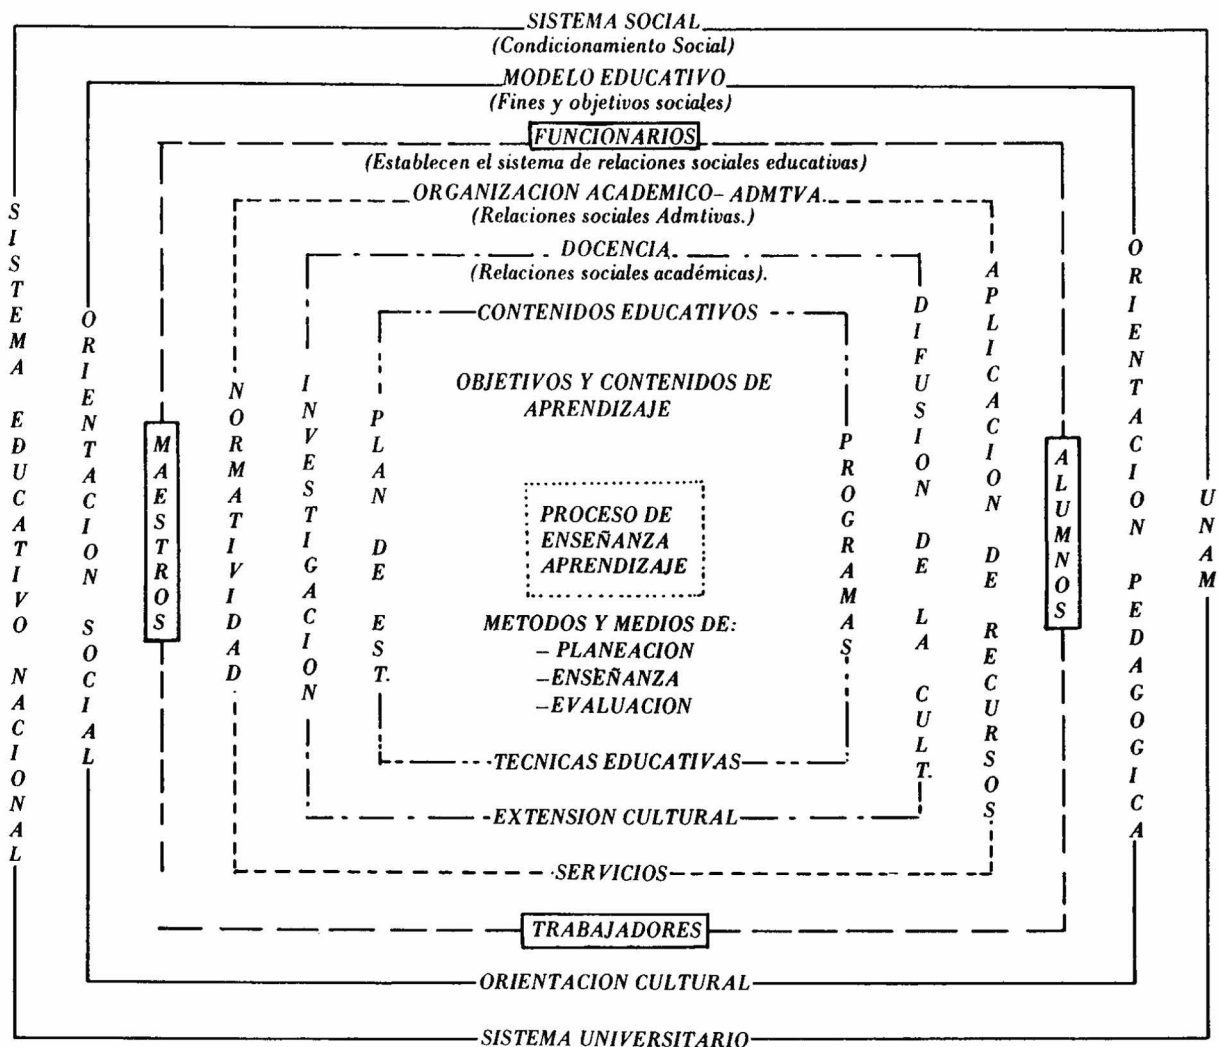 SISTEMA SOCIAL
(Condicionamiento Social)
MODELO EDUCATIVO
(Fines y objetivos sociales)
FUNCIONARIOS
(Establecen el sistema de relaciones sociales educativas)
ORGANIZACION ACADEMICO- ADMTVA.
(Relaciones sociales Admtivas.)
DOCENCIA
(Relaciones sociales académicas).
CONTENIDOS EDUCATIVOS
OBJETIVOS Y CONTENIDOS DE
APRENDIZAJE
SISTEMA EDUCATIVO NACIONAL
ORIENTACION SOCIAL
MAESTROS
NORMATIVIDAD
INVESTIGACION
PLAN DE EST.
PROCESO DE
ENSEÑANZA
APRENDIZAJE
PROGRAMAS
DIFUSION DE LA CULT.
APLICACION DE RECURSOS
ALUMNOS
ORIENTACION PEDAGOGICA
UNAM
METODOS Y MEDIOS DE:
– PLANEACION
–ENSEÑANZA
–EVALUACION
TECNICAS EDUCATIVAS
EXTENSION CULTURAL
SERVICIOS
TRABAJADORES
ORIENTACION CULTURAL
SISTEMA UNIVERSITARIO